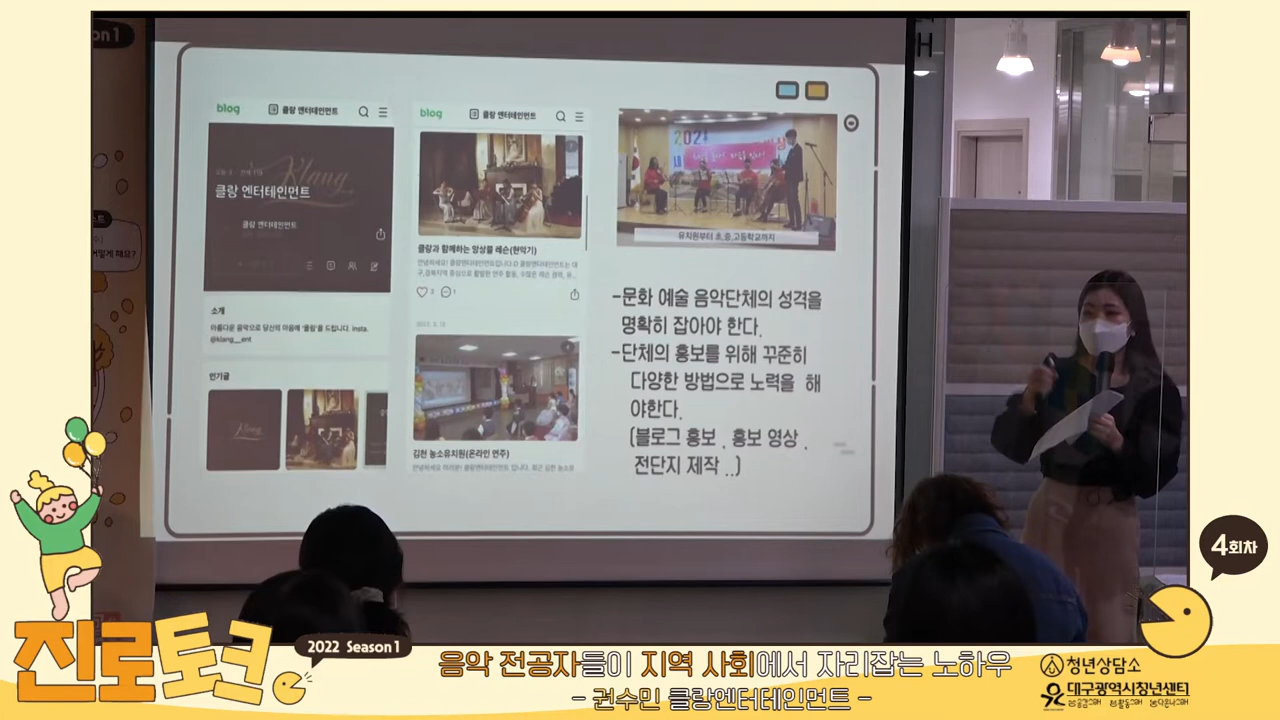 on 1
blog 클랑 엔터테인먼트
Klang
클랑 엔터테인먼트
클랑 엔터테인먼트
소개
아름다운 음악으로 당신의 마음에 '클랑'을 드립니다. insta.
@klang__ent
인기글
blog 클랑 엔터테인먼트
클랑과 함께하는 앙상블 레슨(현악기)
김천 농소유치원(온라인 연주)
2021
유치원부터 초,중,고등학교까지
-문화 예술 음악단체의 성격을
명확히 잡아야 한다.
-단체의 홍보를 위해 꾸준히
다양한 방법으로 노력을 해
야한다.
(블로그 홍보 , 홍보 영상 ,
전단지 제작 ..)
H
4회차
진로토크
2022 Season 1
음악 전공자들이 지역 사회에서 자리잡는 노하우
- 권수민 클랑엔터테인먼트 -
청년상담소
대구광역시청년센터